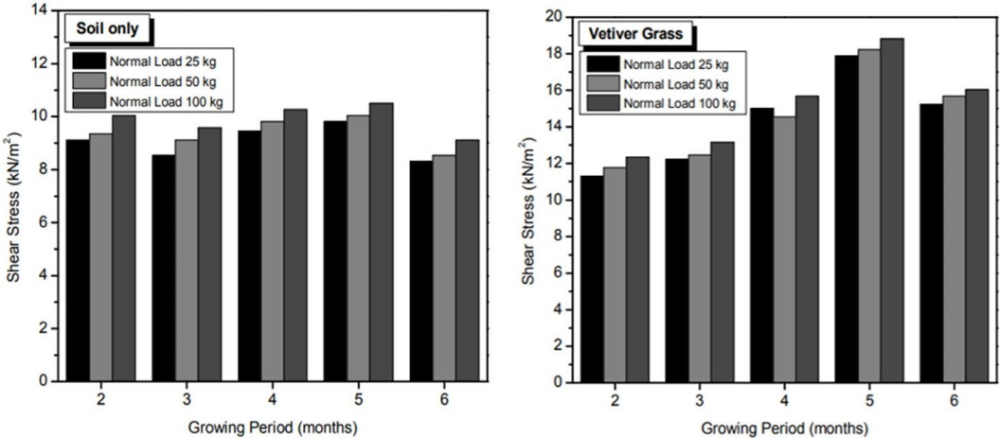 Soil only
Normal Load 25 kg
Normal Load 50 kg
Normal Load 100 kg
14
12
10
8
6
4
2
0
Shear Stress (kN/m²)
2 3 4 5 6
Growing Period (months)
Vetiver Grass
Normal Load 25 kg
Normal Load 50 kg
Normal Load 100 kg
20
18
16
14
12
10
8
6
4
2
0
Shear Stress (kN/m²)
2 3 4 5 6
Growing Period (months)